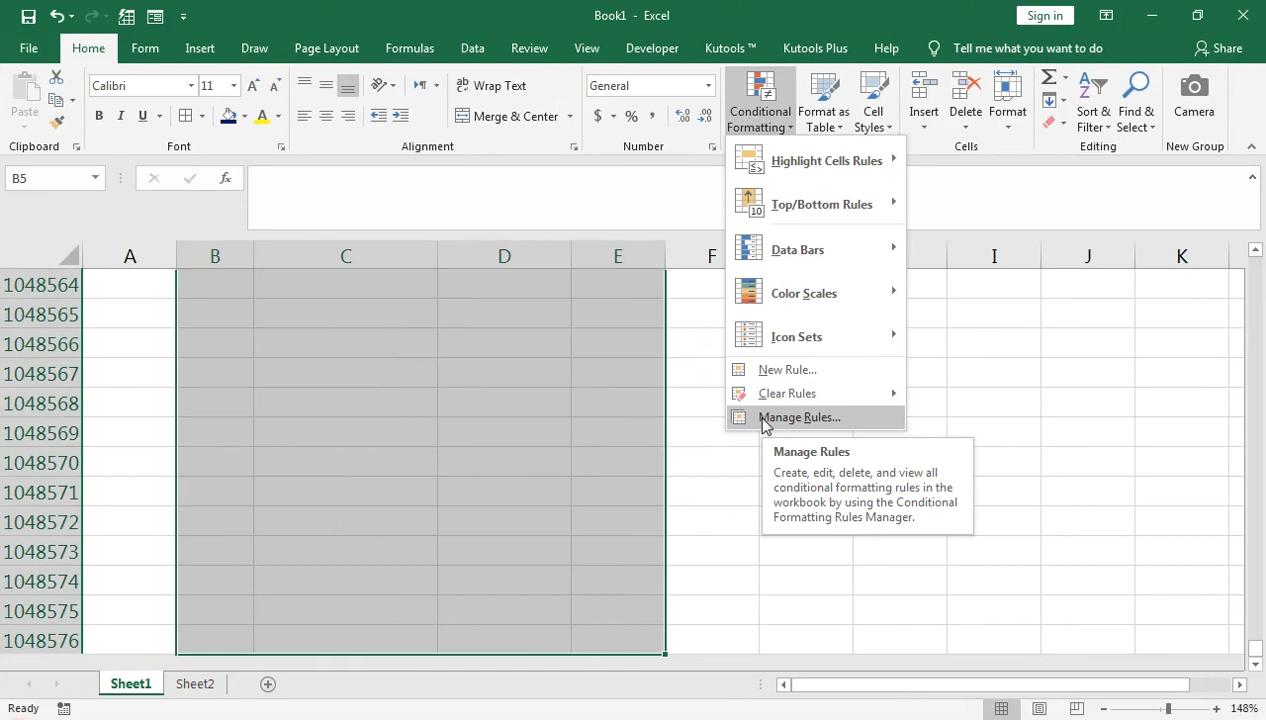 Book1 - Excel
Sign in
File Home Form Insert Draw Page Layout Formulas Data Review View Developer Kutools ™ Kutools Plus Help Tell me what you want to do Share
Paste
Clipboard
Calibri 11
B I U
Font
Wrap Text
Merge & Center
Alignment
General
$ % ,
Number
Conditional Formatting
Format as Table
Cell Styles
Insert Delete Format
Cells
Sort & Filter
Find & Select
Editing
Camera
New Group
B5 fx
Highlight Cells Rules
Top/Bottom Rules
Data Bars
Color Scales
Icon Sets
New Rule...
Clear Rules
Manage Rules...
Manage Rules
Create, edit, delete, and view all
conditional formatting rules in the
workbook by using the Conditional
Formatting Rules Manager.
A B C D E F I J K
1048564
1048565
1048566
1048567
1048568
1048569
1048570
1048571
1048572
1048573
1048574
1048575
1048576
Sheet1 Sheet2
Ready 148%